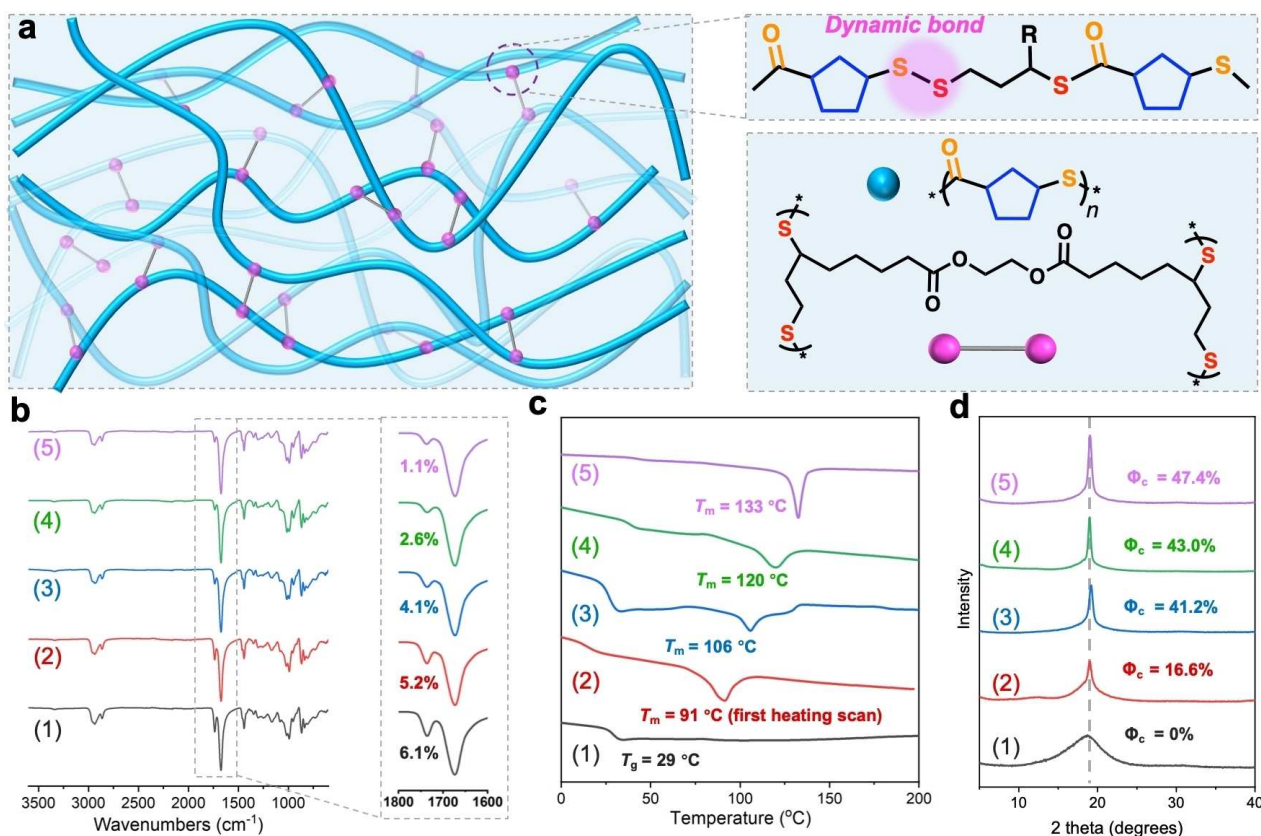 a
Dynamic bond
O
S
S
R
S
O
S
O
S
n
*
*
*
S
O
O
O
O
*
S
S
*
S
*
b
(5)
(4)
(3)
(2)
(1)
1.1%
2.6%
4.1%
5.2%
6.1%
3500 3000 2500 2000 1500 1000
1800 1700 1600
Wavenumbers (cm⁻¹)
c
(5)
Tm = 133 °C
(4)
Tm = 120 °C
(3)
Tm = 106 °C
(2)
Tm = 91 °C (first heating scan)
(1)
Tg = 29 °C
0 50 100 150 200
Temperature (°C)
d
Intensity
(5) Φc = 47.4%
(4) Φc = 43.0%
(3) Φc = 41.2%
(2) Φc = 16.6%
(1) Φc = 0%
10 20 30 40
2 theta (degrees)